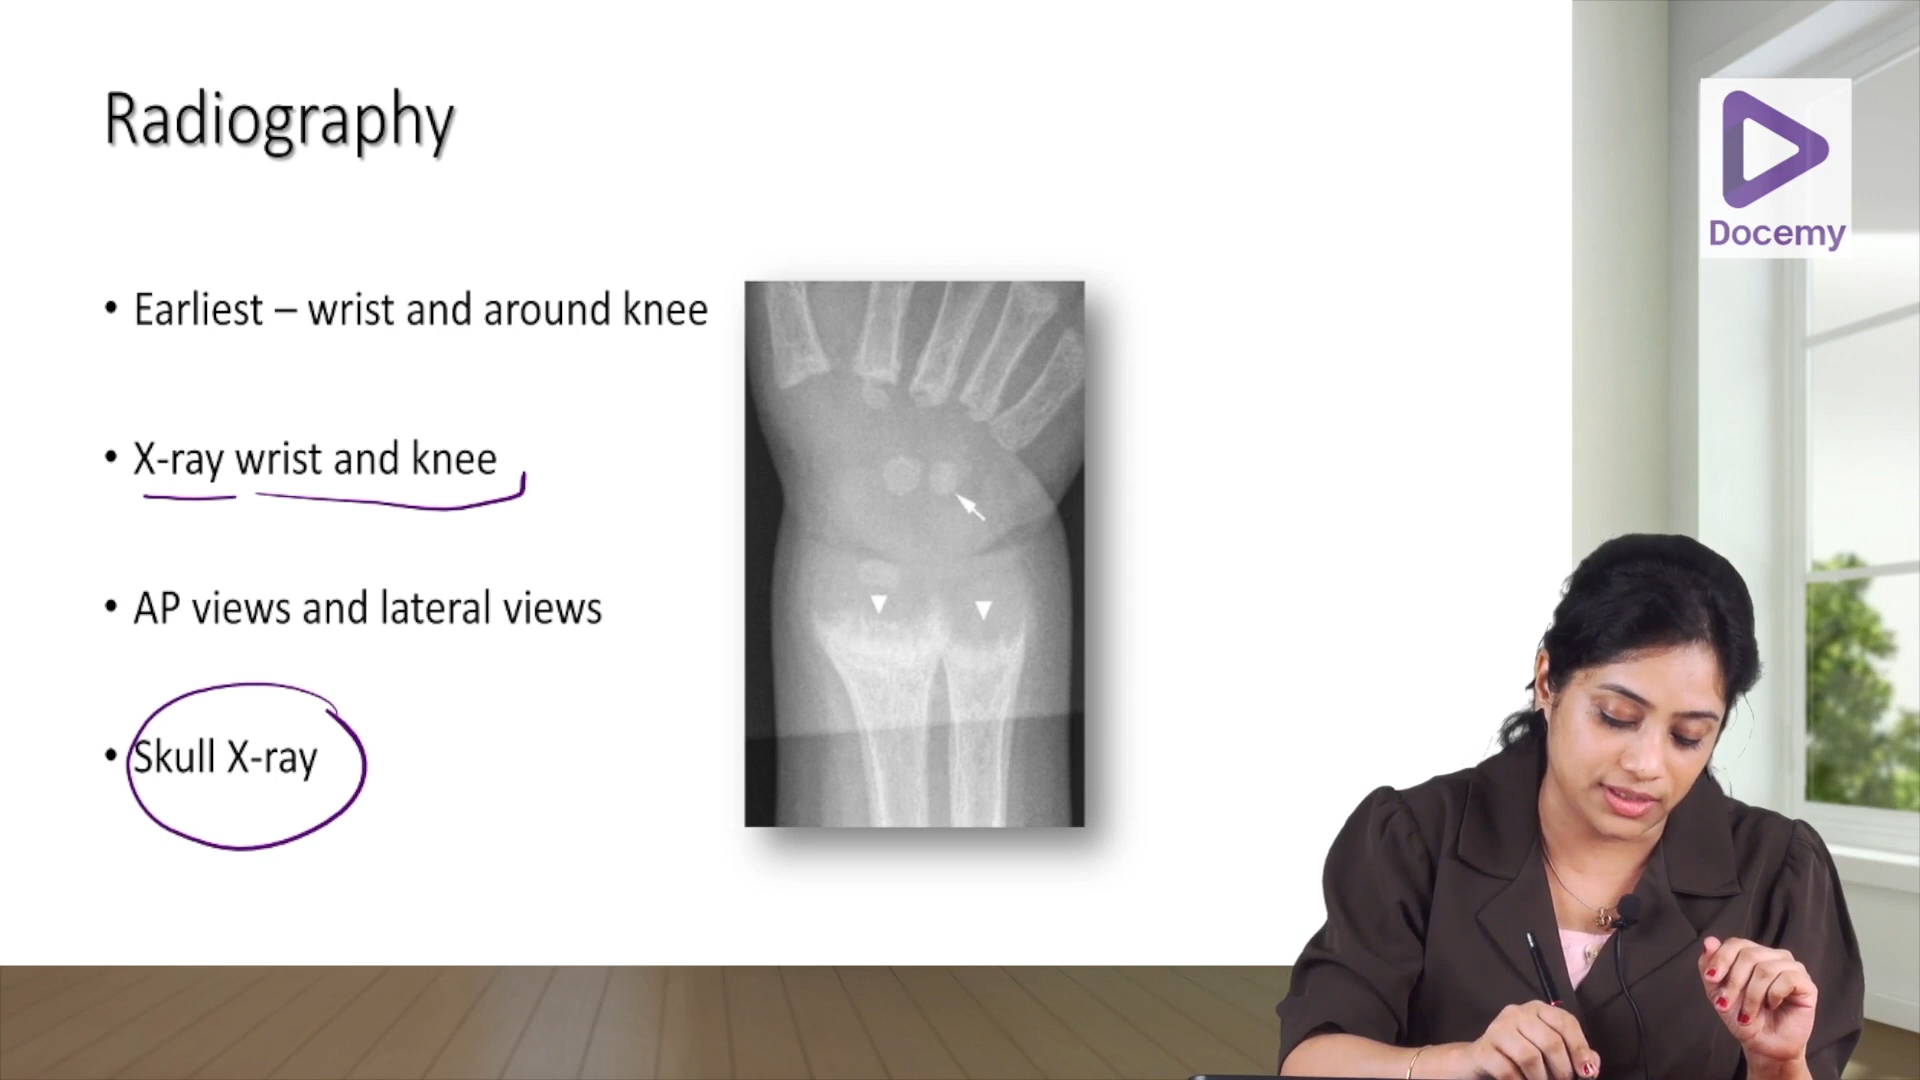 Radiography
• Earliest – wrist and around knee
• X-ray wrist and knee
• AP views and lateral views
• Skull X-ray
Docemy